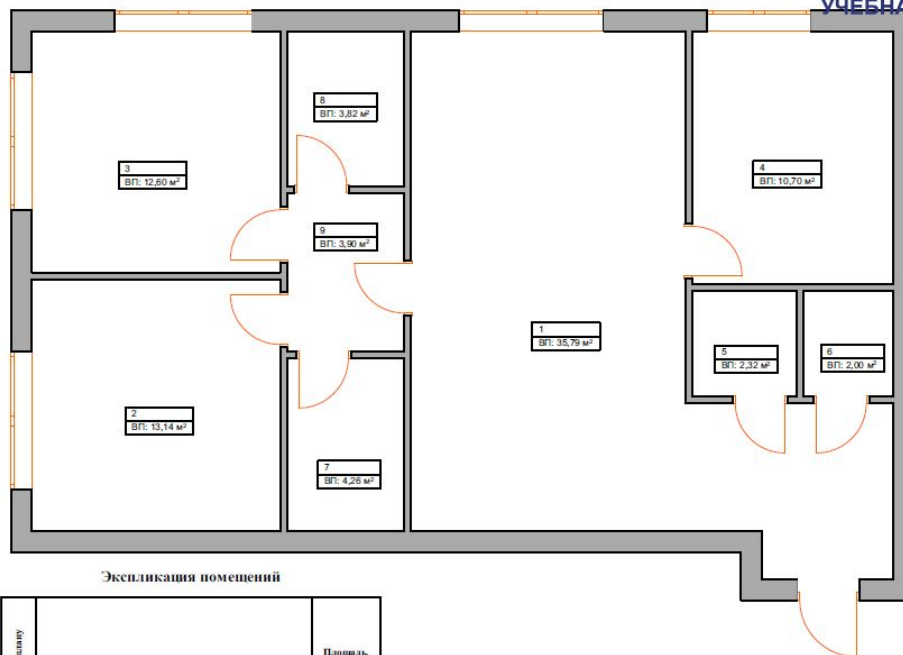 УЧЕБНА
8
ВП: 3,82 м²
3
ВП: 12,60 м²
4
ВП: 10,70 м²
9
ВП: 3,90 м²
1
ВП: 35,79 м²
5
ВП: 2,32 м²
6
ВП: 2,00 м²
2
ВП: 13,14 м²
7
ВП: 4,26 м²
Экспликация помещений
плану
Площадь,